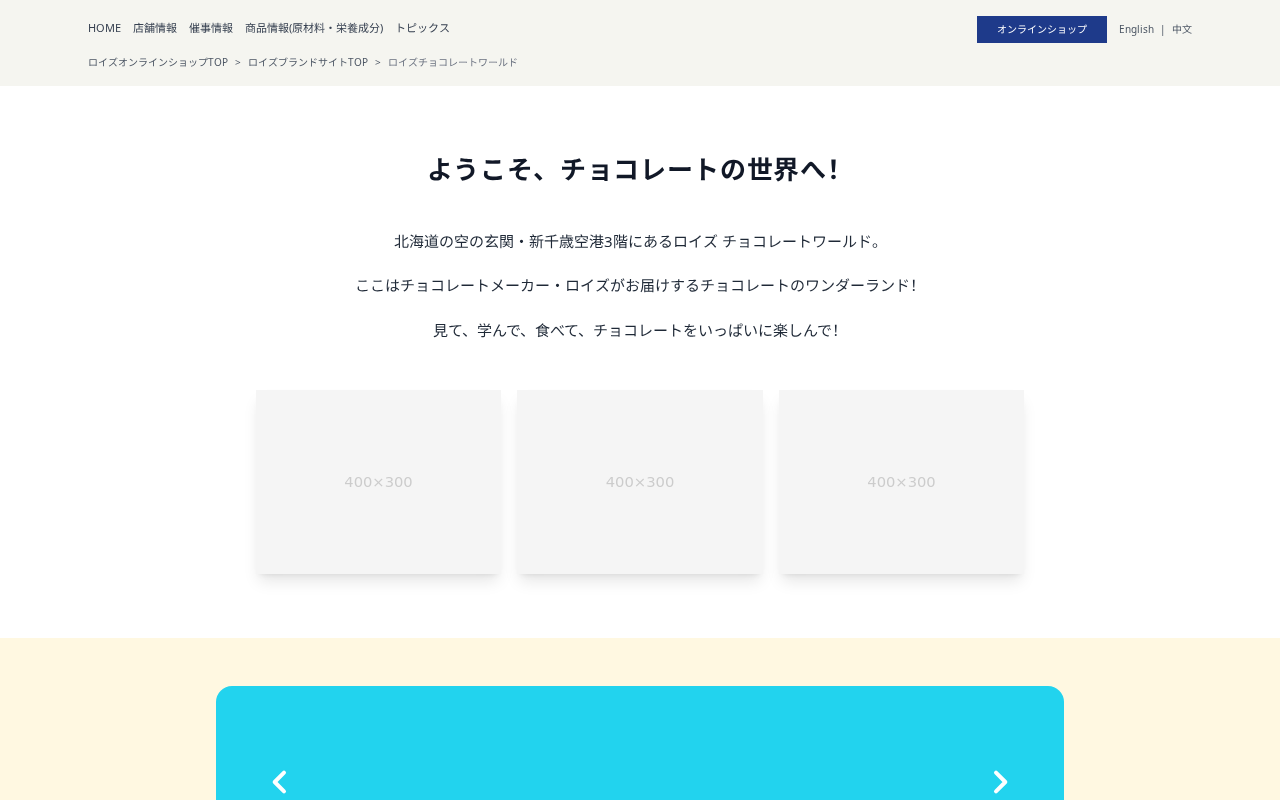 HOME 店舗情報 催事情報 商品情報(原材料・栄養成分) トピックス
オンラインショップ English | 中文
ロイズオンラインショップTOP > ロイズブランドサイトTOP > ロイズチョコレートワールド
ようこそ、チョコレートの世界へ！
北海道の空の玄関・新千歳空港3階にあるロイズ チョコレートワールド。
ここはチョコレートメーカー・ロイズがお届けするチョコレートのワンダーランド！
見て、学んで、食べて、チョコレートをいっぱいに楽しんで！
400×300 400×300 400×300